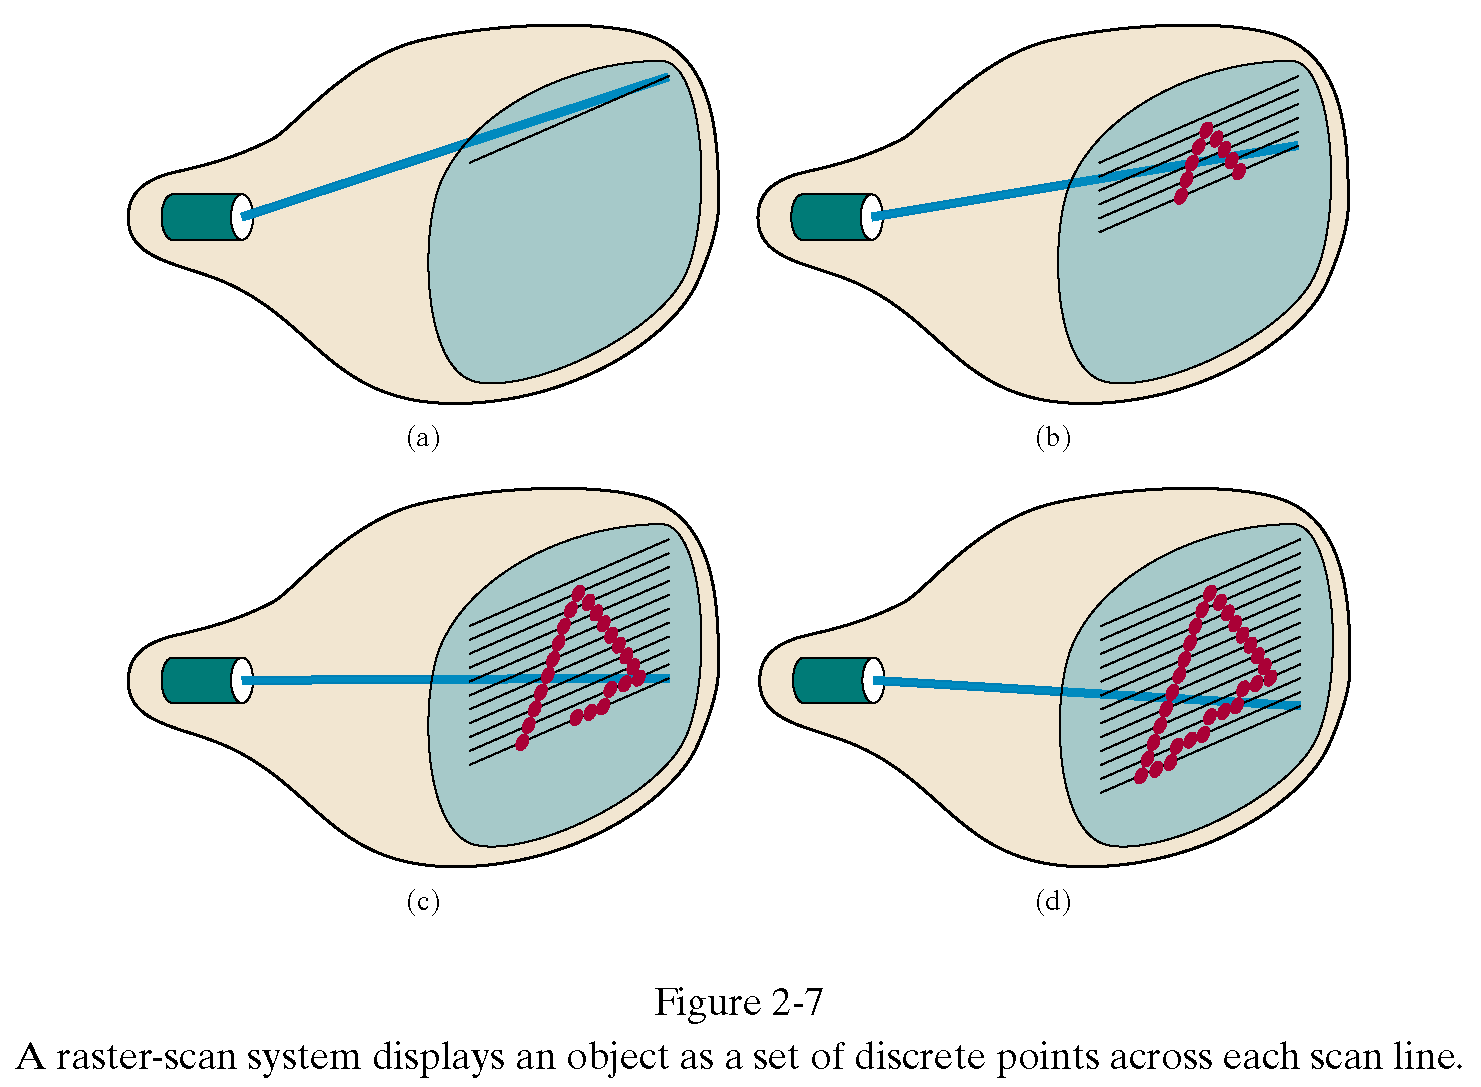 (a)
(b)
(c)
(d)
Figure 2-7
A raster-scan system displays an object as a set of discrete points across each scan line.